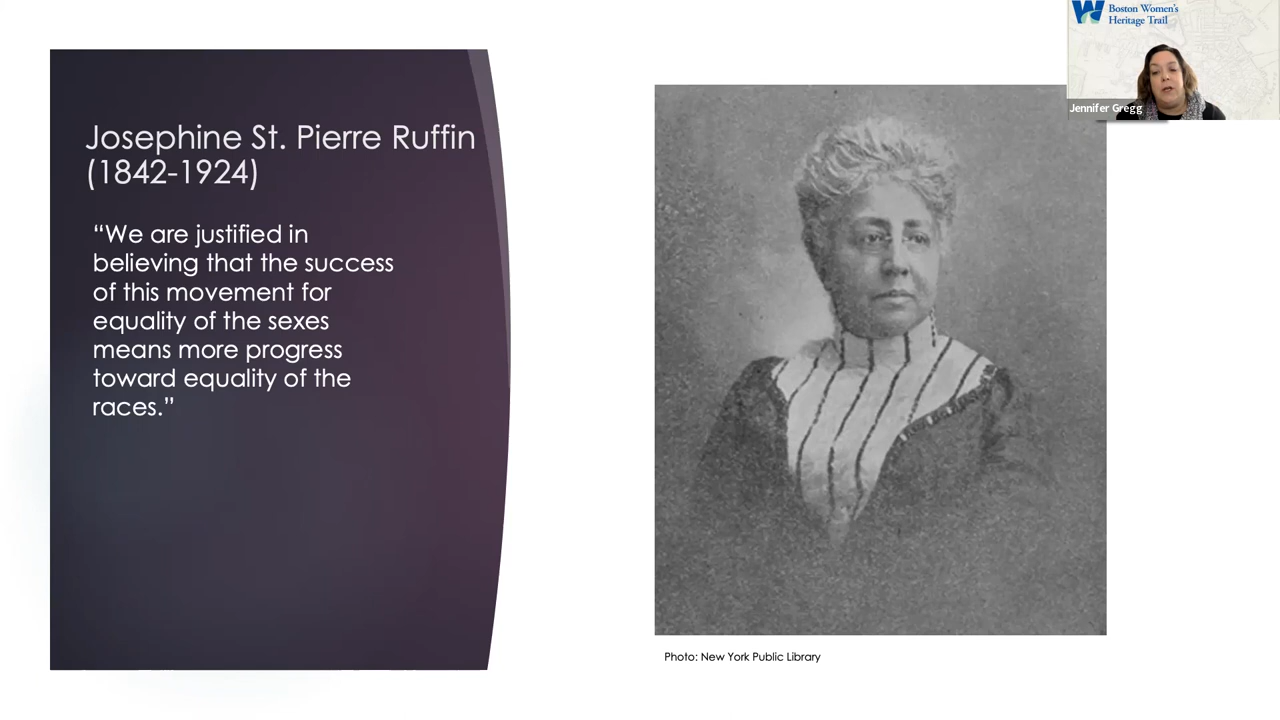 Boston Women's
Heritage Trail
Jennifer Gregg
Josephine St. Pierre Ruffin
(1842-1924)
“We are justified in
believing that the success
of this movement for
equality of the sexes
means more progress
toward equality of the
races.”
Photo: New York Public Library